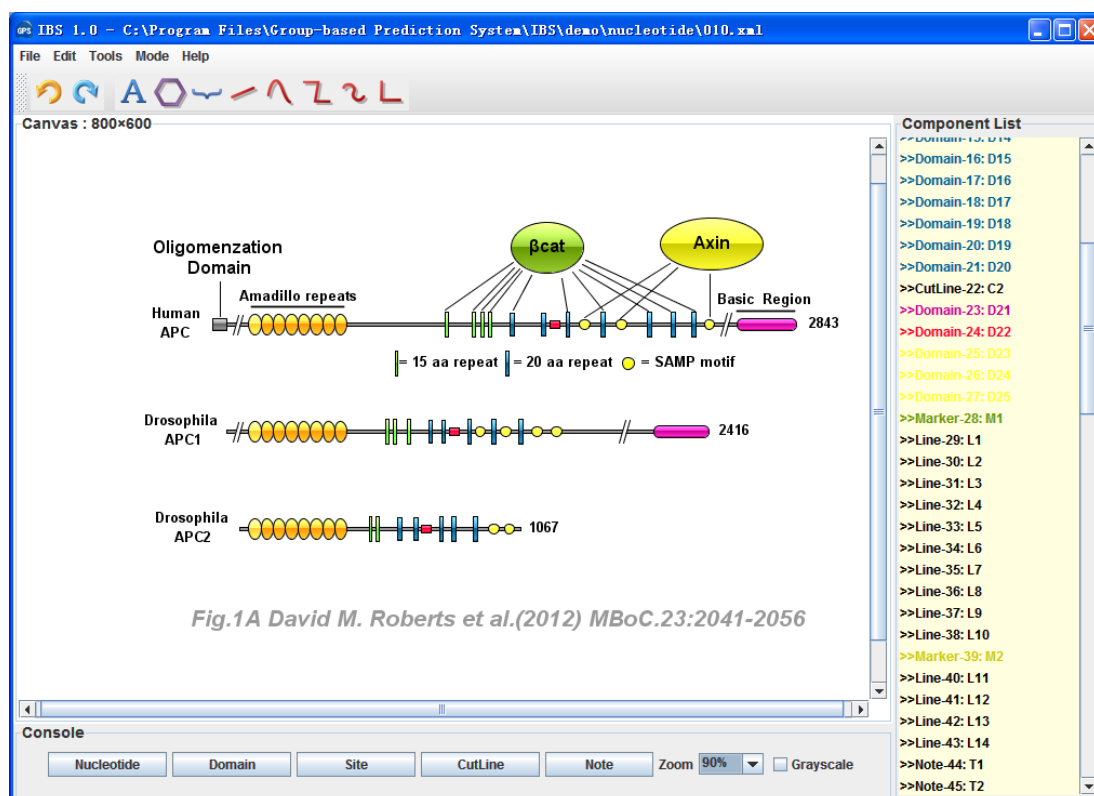 IBS 1.0 - C:\Program Files\Group-based Prediction System\IBS\demo\nucleotide\010.xml
File Edit Tools Mode Help
Canvas : 800×600
βcat
Axin
Oligomenzation
Domain
Amadillo repeats
Basic Region
Human
APC
2843
= 15 aa repeat = 20 aa repeat = SAMP motif
Drosophila
APC1
2416
Drosophila
APC2
1067
Fig.1A David M. Roberts et al.(2012) MBoC.23:2041-2056
Component List
>>Domain-15: D14
>>Domain-16: D15
>>Domain-17: D16
>>Domain-18: D17
>>Domain-19: D18
>>Domain-20: D19
>>Domain-21: D20
>>CutLine-22: C2
>>Domain-23: D21
>>Domain-24: D22
>>Domain-25: D23
>>Domain-26: D24
>>Domain-27: D25
>>Marker-28: M1
>>Line-29: L1
>>Line-30: L2
>>Line-31: L3
>>Line-32: L4
>>Line-33: L5
>>Line-34: L6
>>Line-35: L7
>>Line-36: L8
>>Line-37: L9
>>Line-38: L10
>>Marker-39: M2
>>Line-40: L11
>>Line-41: L12
>>Line-42: L13
>>Line-43: L14
>>Note-44: T1
>>Note-45: T2
Console
Nucleotide Domain Site CutLine Note Zoom 90% Grayscale